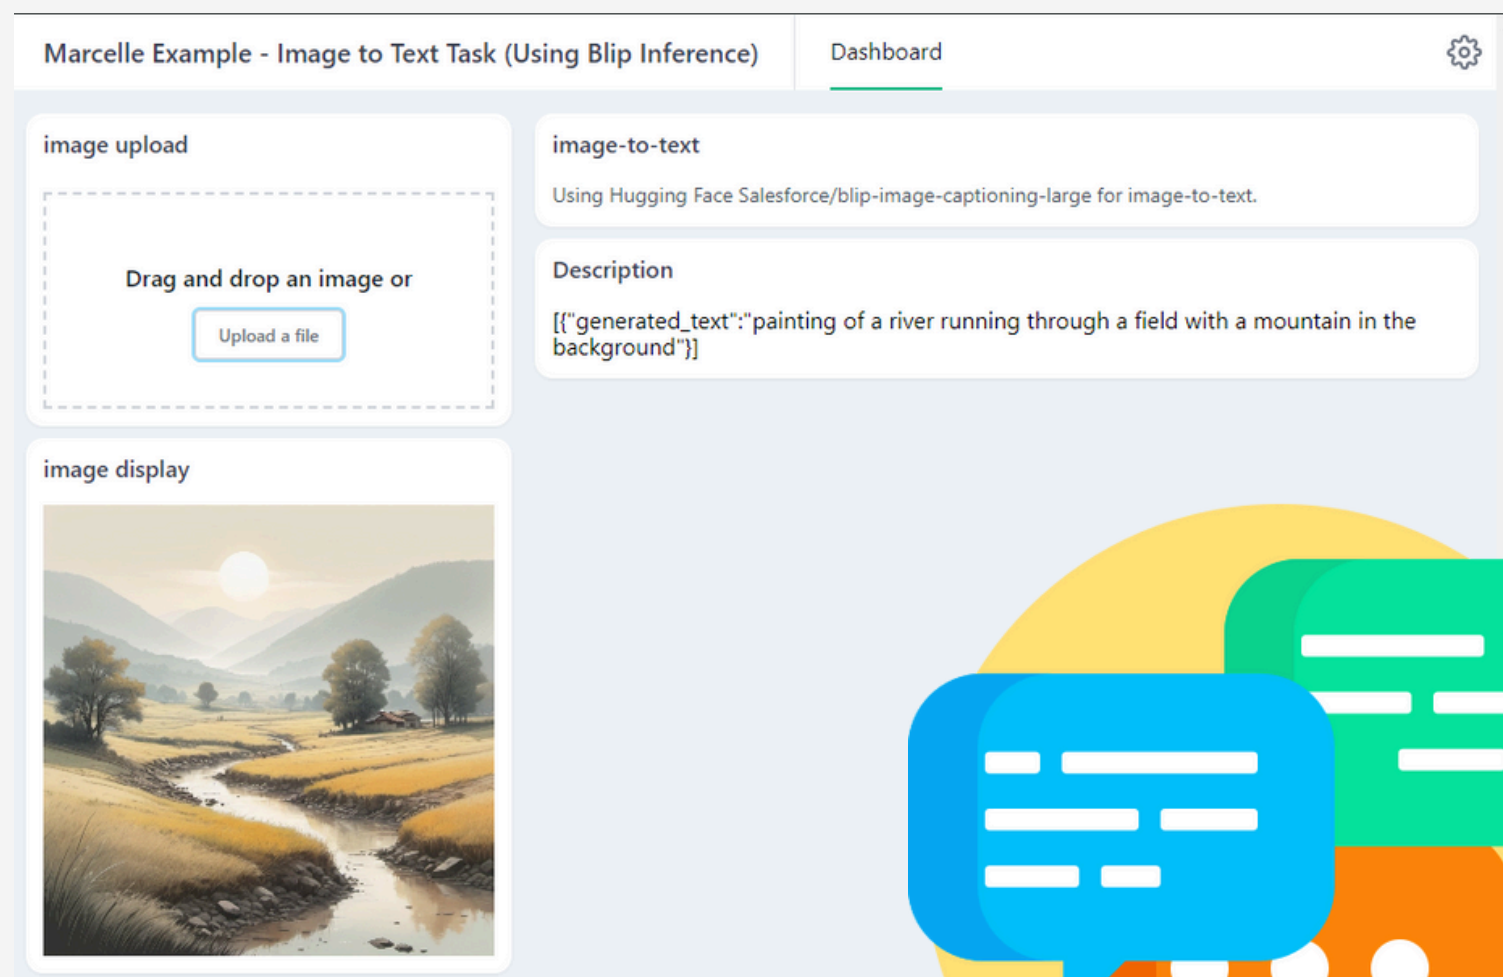 Marcelle Example - Image to Text Task (Using Blip Inference)
Dashboard
image upload
Drag and drop an image or
Upload a file
image display
image-to-text
Using Hugging Face Salesforce/blip-image-captioning-large for image-to-text.
Description
[{"generated_text":"painting of a river running through a field with a mountain in the
background"}]